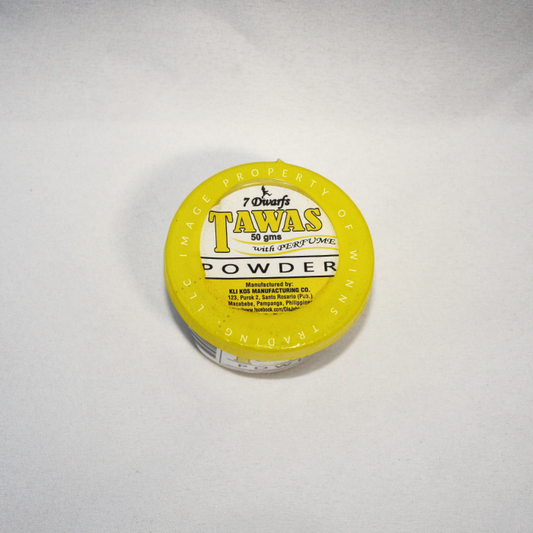 IMAGE PROPERTY OF WINNS TRADING LLC
7 Dwarfs
TAWAS
50 gms
with PERFUME
POWDER
Manufactured by:
KLI KOS MANUFACTURING CO.
123, Purok 2, Santo Rosario (Pob.)
Macabebe, Pampanga, Philippines
POWD